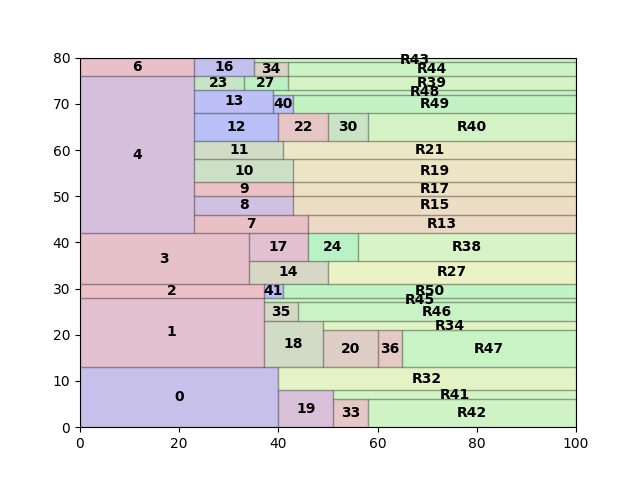 80
R43
6 16 34 R44
23 27 R39
R48
70
13 40 R49
12 22 30 R40
60
11 R21
4 10 R19
9 R17
50
8 R15
7 R13
40
3 17 24 R38
14 R27
30
2 41 R50
R45
35 R46
R34
20
1 18 20 36 R47
10
R32
0 R41
19 33 R42
0
0 20 40 60 80 100